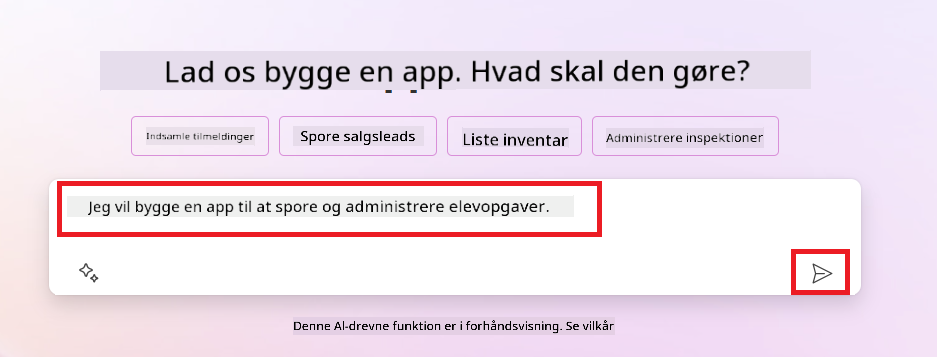 Lad os bygge en app. Hvad skal den gøre?
Indsamle tilmeldinger
Spore salgsleads
Liste inventar
Administrere inspektioner
Jeg vil bygge en app til at spore og administrere elevopgaver.
Denne AI-drevne funktion er i forhåndsvisning. Se vilkår